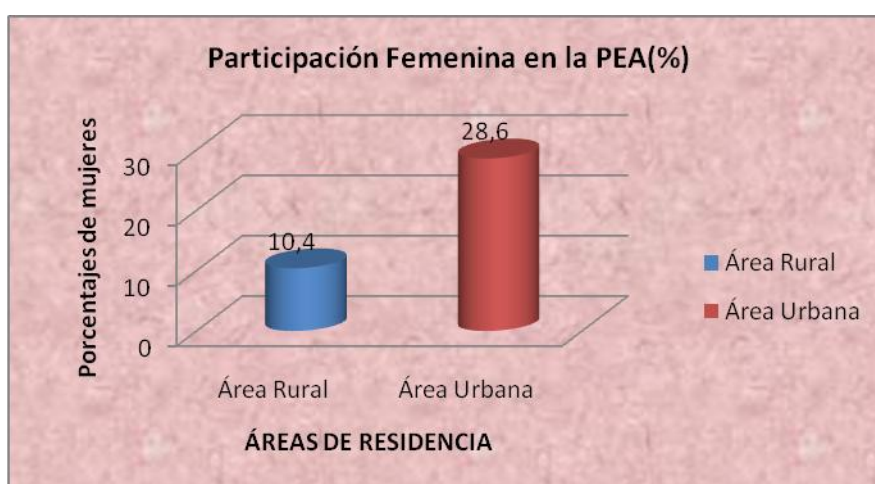 Participación Femenina en la PEA(%)
Porcentajes de mujeres
30
20
10
0
10,4
28,6
Área Rural
Área Urbana
ÁREAS DE RESIDENCIA
Área Rural
Área Urbana